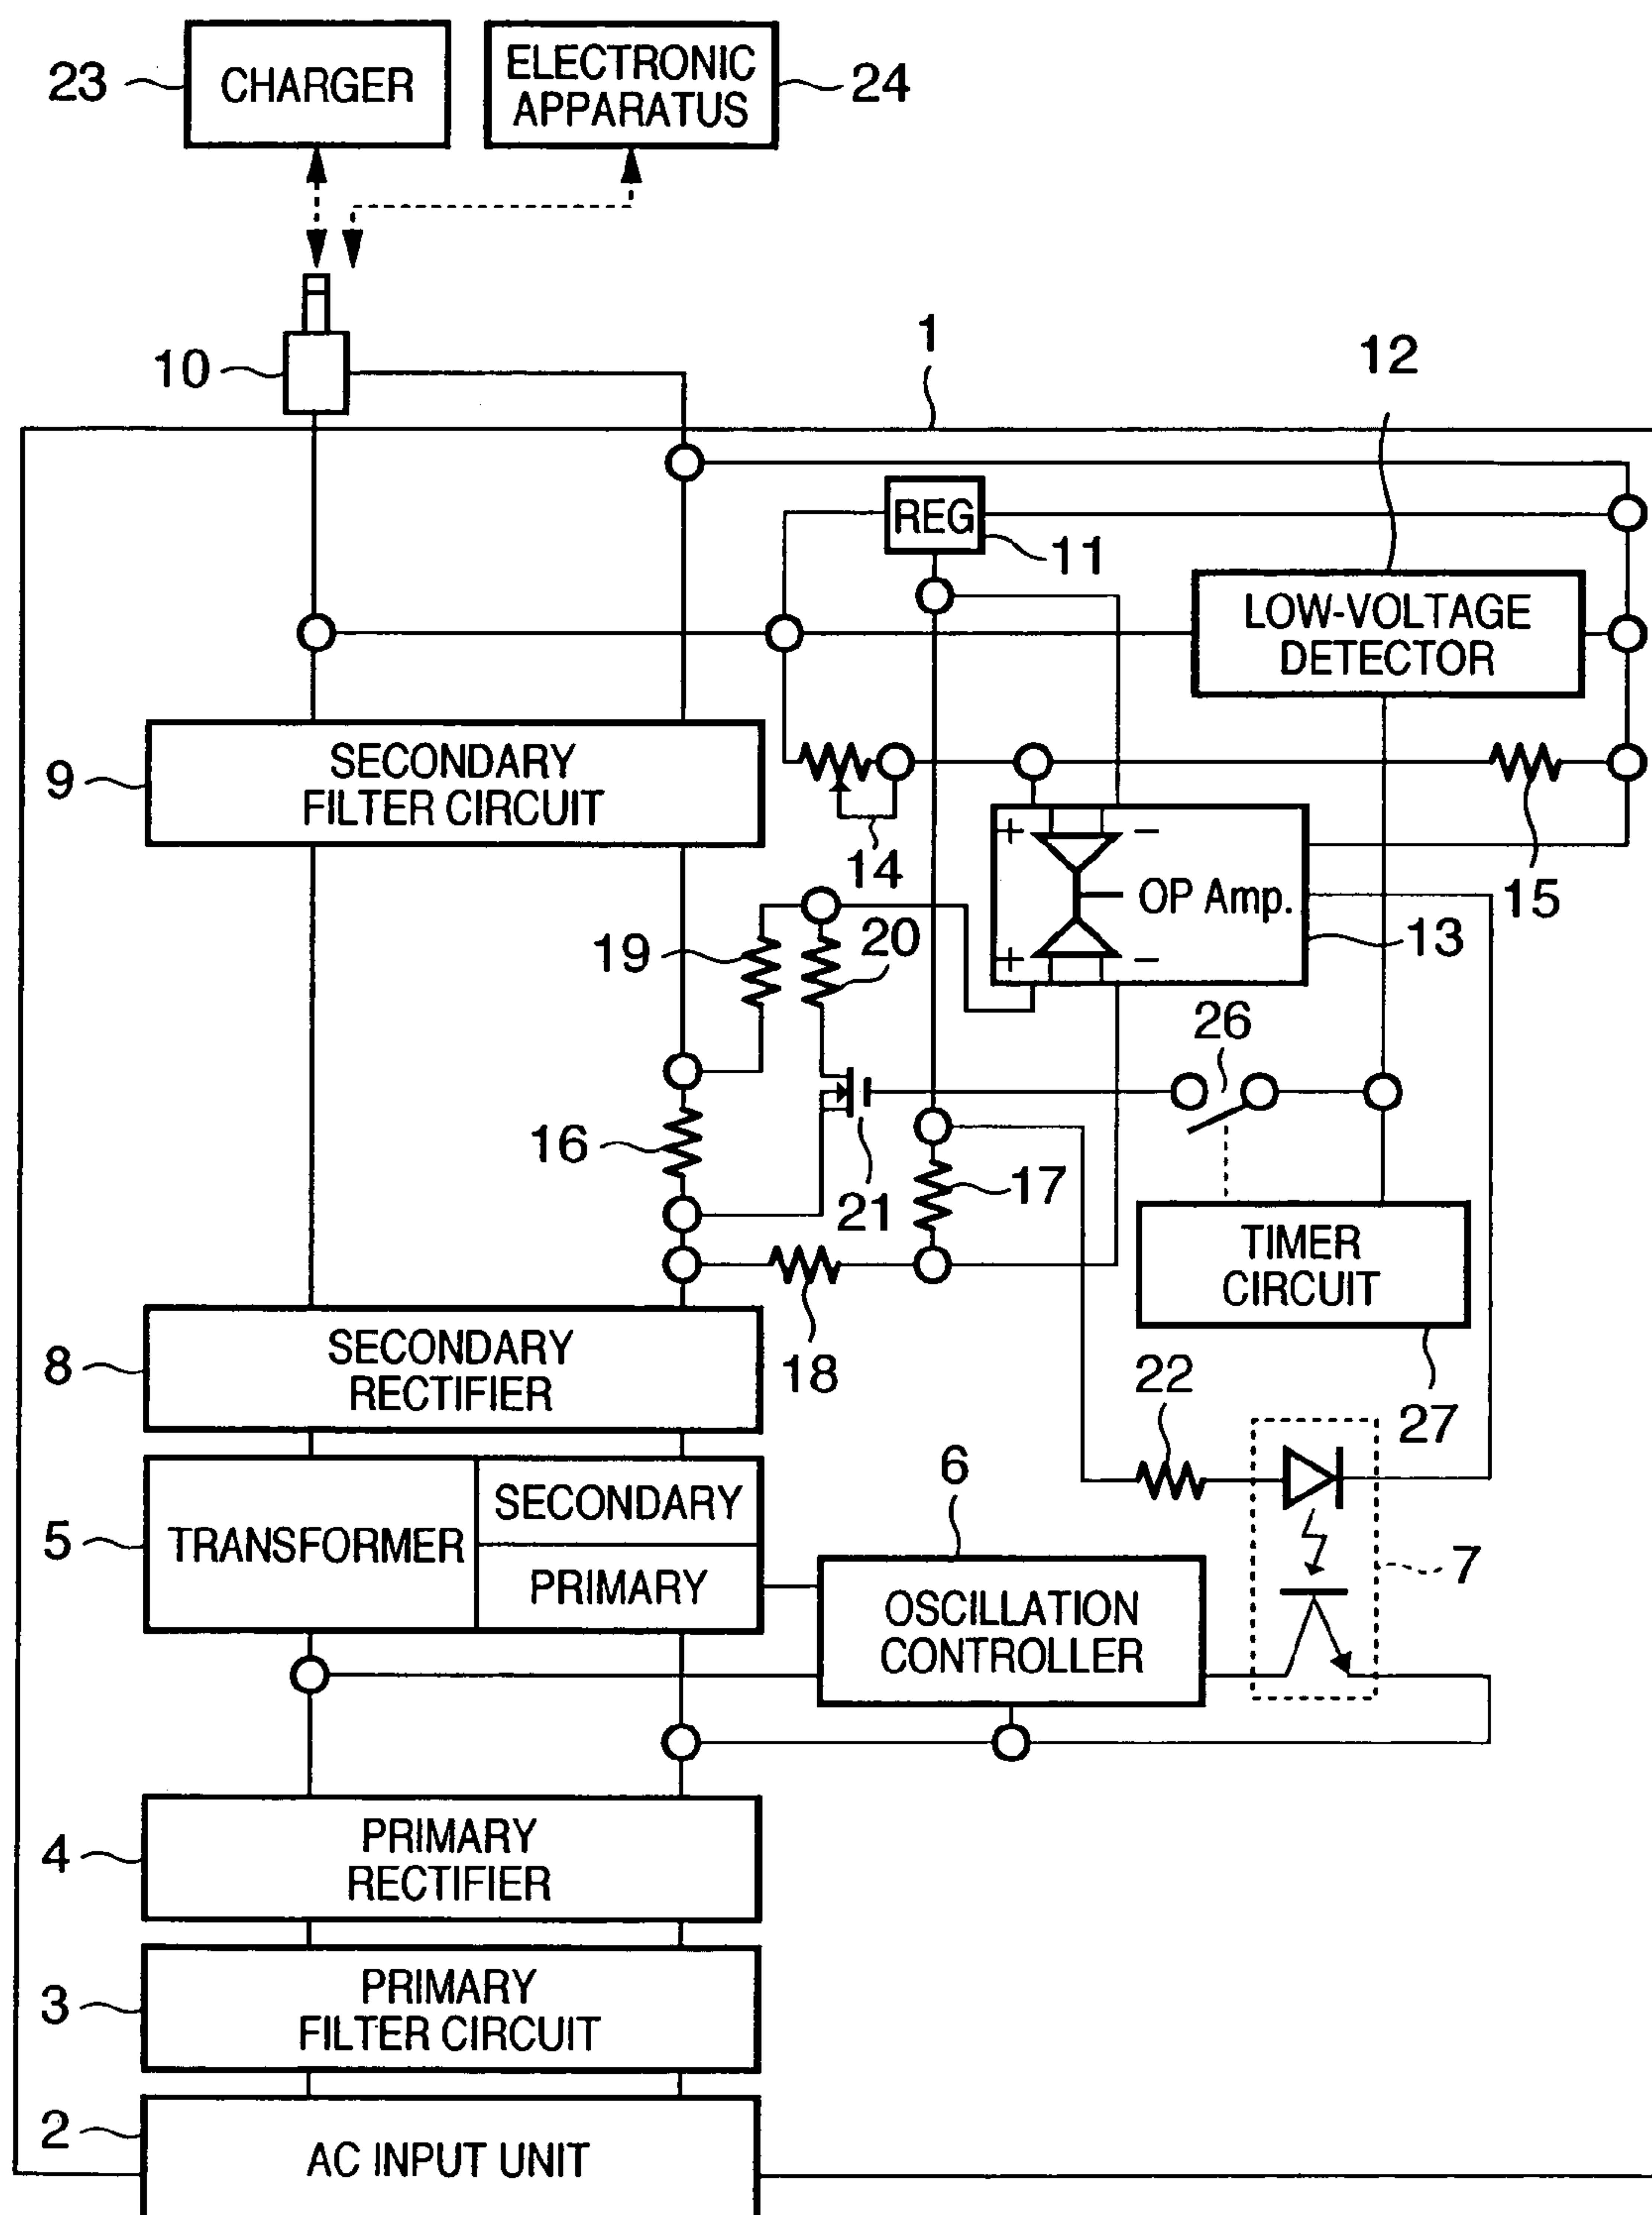 23
CHARGER
ELECTRONIC
APPARATUS
24
10
1
12
REG
11
LOW-VOLTAGE
DETECTOR
9
SECONDARY
FILTER CIRCUIT
14
+
−
OP Amp.
+
−
15
13
19
20
26
16
21
17
TIMER
CIRCUIT
8
SECONDARY
RECTIFIER
18
22
27
5
TRANSFORMER
SECONDARY
PRIMARY
6
OSCILLATION
CONTROLLER
7
4
PRIMARY
RECTIFIER
3
PRIMARY
FILTER CIRCUIT
2
AC INPUT UNIT